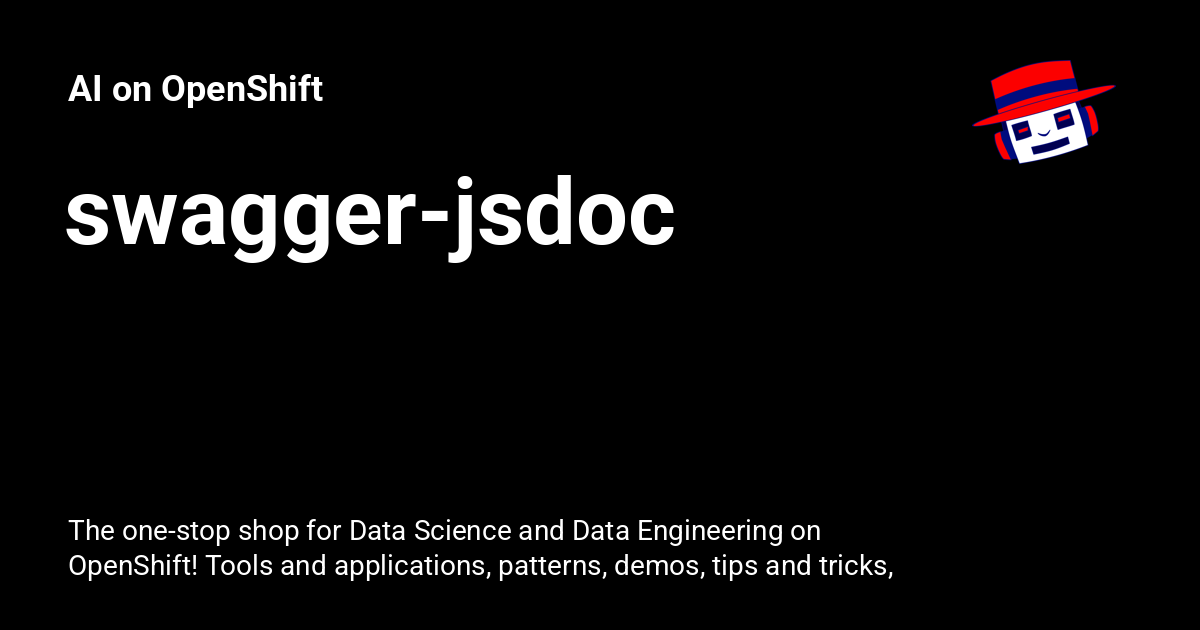 AI on OpenShift
swagger-jsdoc
The one-stop shop for Data Science and Data Engineering on
OpenShift! Tools and applications, patterns, demos, tips and tricks,